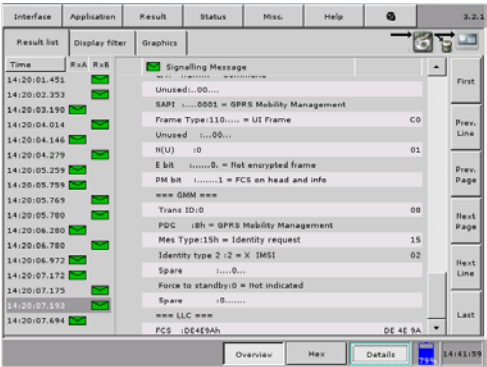 Interface Application Result Status Misc. Help 3.2.1
Result list Display filter Graphics
Time RxA RxB
14:20:01.451
14:20:02.353
14:20:03.190
14:20:04.014
14:20:04.146
14:20:04.279
14:20:05.259
14:20:05.759
14:20:05.769
14:20:05.780
14:20:06.280
14:20:06.780
14:20:06.972
14:20:07.172
14:20:07.175
14:20:07.193
14:20:07.694
Signalling Message
Unused:..00....
SAPI :....0001 = GPRS Mobility Management
Frame Type:110..... = UI Frame C0
Unused :...00...
N(U) :0 01
E bit :......0. = Not encrypted frame
PM bit :.......1 = FCS on head and info
=== GMM ===
Trans ID:0 08
PDC :8h = GPRS Mobility Management
Mes Type:15h = Identity request 15
Identity type 2 :2 = X IMSI 02
Spare :....0...
Force to standby:0 = Not indicated
Spare :0.......
=== LLC ===
FCS :DE4E9Ah DE 4E 9A
First
Prev.
Line
Prev.
Page
Next
Page
Next
Line
Last
Overview Hex Details 79% 14:41:59